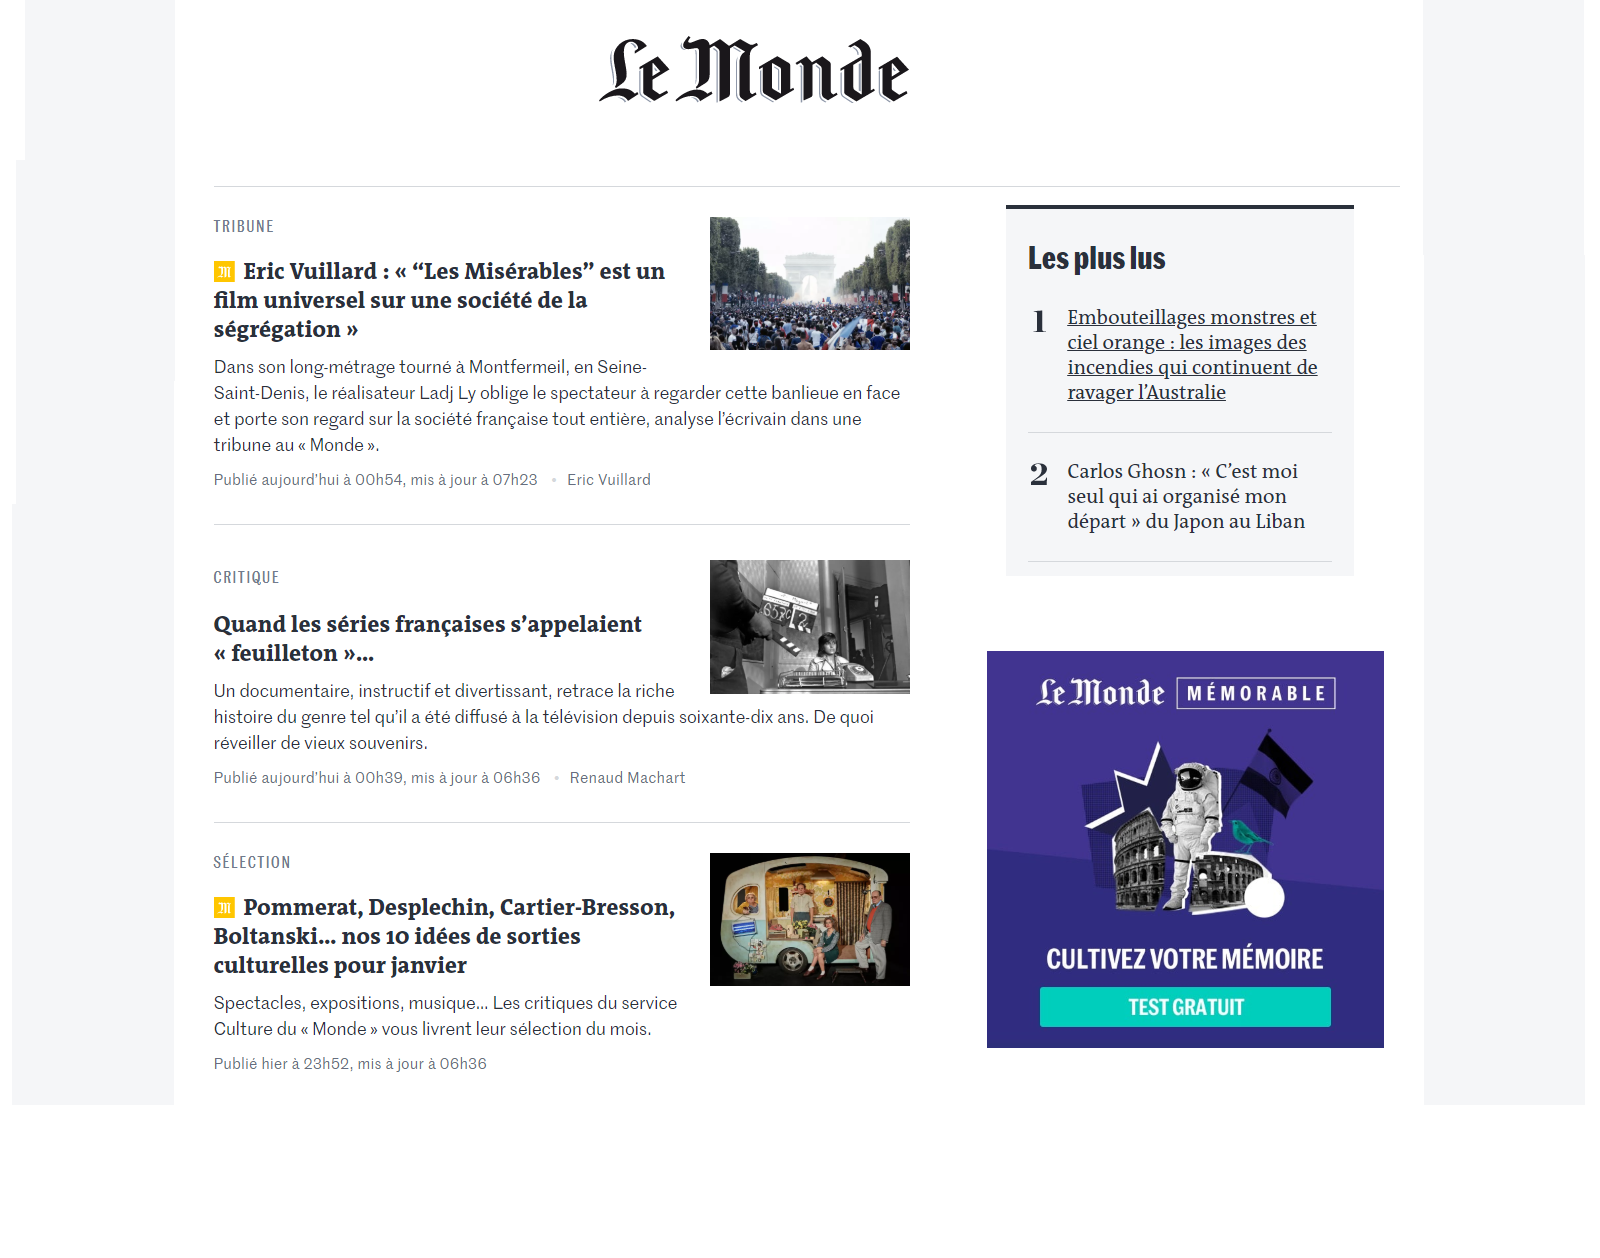 Le Monde
TRIBUNE
Eric Vuillard : « “Les Misérables” est un
film universel sur une société de la
ségrégation »
Dans son long-métrage tourné à Montfermeil, en Seine-
Saint-Denis, le réalisateur Ladj Ly oblige le spectateur à regarder cette banlieue en face
et porte son regard sur la société française tout entière, analyse l’écrivain dans une
tribune au « Monde ».
Publié aujourd’hui à 00h54, mis à jour à 07h23 • Eric Vuillard
CRITIQUE
Quand les séries françaises s’appelaient
« feuilleton »…
Un documentaire, instructif et divertissant, retrace la riche
histoire du genre tel qu’il a été diffusé à la télévision depuis soixante-dix ans. De quoi
réveiller de vieux souvenirs.
Publié aujourd’hui à 00h39, mis à jour à 06h36 • Renaud Machart
SÉLECTION
Pommerat, Desplechin, Cartier-Bresson,
Boltanski… nos 10 idées de sorties
culturelles pour janvier
Spectacles, expositions, musique… Les critiques du service
Culture du « Monde » vous livrent leur sélection du mois.
Publié hier à 23h52, mis à jour à 06h36
Les plus lus
1 Embouteillages monstres et
ciel orange : les images des
incendies qui continuent de
ravager l’Australie
2 Carlos Ghosn : « C’est moi
seul qui ai organisé mon
départ » du Japon au Liban
Le Monde MÉMORABLE
CULTIVEZ VOTRE MÉMOIRE
TEST GRATUIT